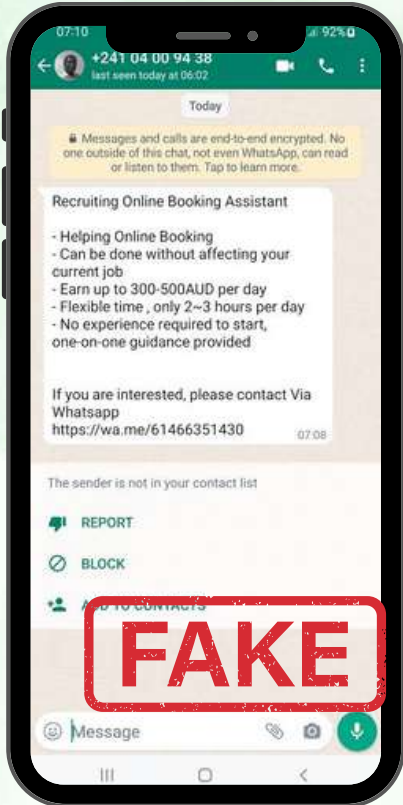 07:10
92%
+241 04 00 94 38
last seen today at 06:02
Today
Messages and calls are end-to-end encrypted. No
one outside of this chat, not even WhatsApp, can read
or listen to them. Tap to learn more.
Recruiting Online Booking Assistant
- Helping Online Booking
- Can be done without affecting your
current job
- Earn up to 300-500AUD per day
- Flexible time , only 2~3 hours per day
- No experience required to start,
one-on-one guidance provided
If you are interested, please contact Via
Whatsapp
https://wa.me/61466351430
07:08
The sender is not in your contact list
REPORT
BLOCK
ADD TO CONTACTS
FAKE
Message